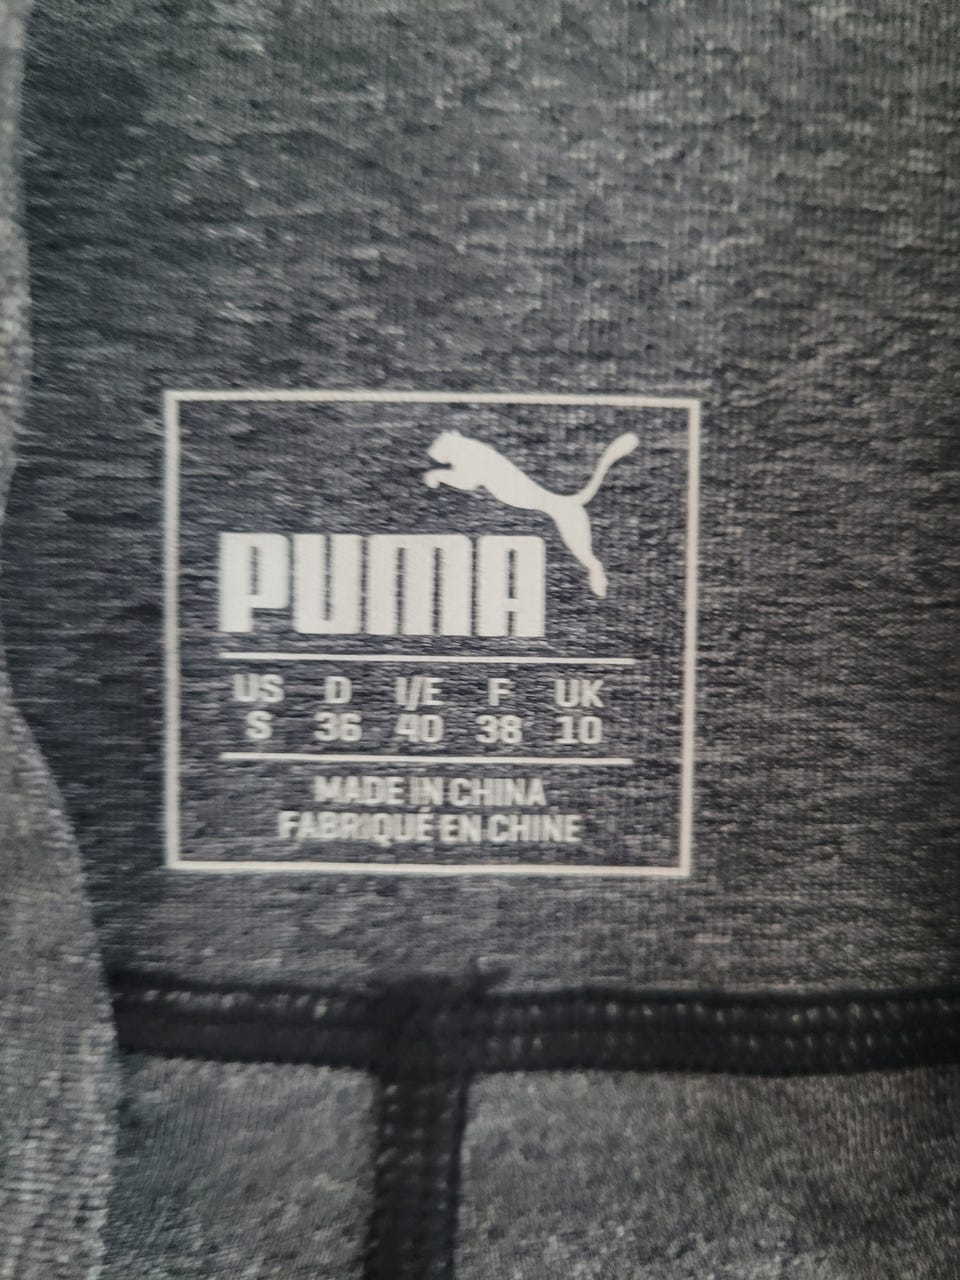 PUMA
US D I/E F UK
S 36 40 38 10
MADE IN CHINA
FABRIQUÉ EN CHINE